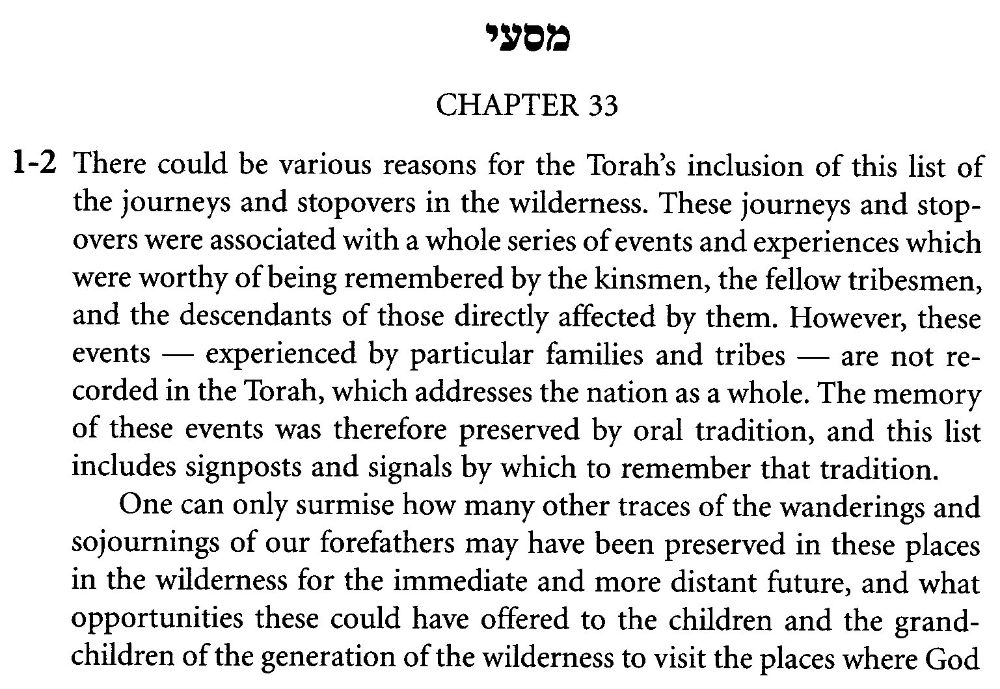 מסעי
CHAPTER 33
1-2 There could be various reasons for the Torah’s inclusion of this list of
the journeys and stopovers in the wilderness. These journeys and stop-
overs were associated with a whole series of events and experiences which
were worthy of being remembered by the kinsmen, the fellow tribesmen,
and the descendants of those directly affected by them. However, these
events — experienced by particular families and tribes — are not re-
corded in the Torah, which addresses the nation as a whole. The memory
of these events was therefore preserved by oral tradition, and this list
includes signposts and signals by which to remember that tradition.
One can only surmise how many other traces of the wanderings and
sojournings of our forefathers may have been preserved in these places
in the wilderness for the immediate and more distant future, and what
opportunities these could have offered to the children and the grand-
children of the generation of the wilderness to visit the places where God